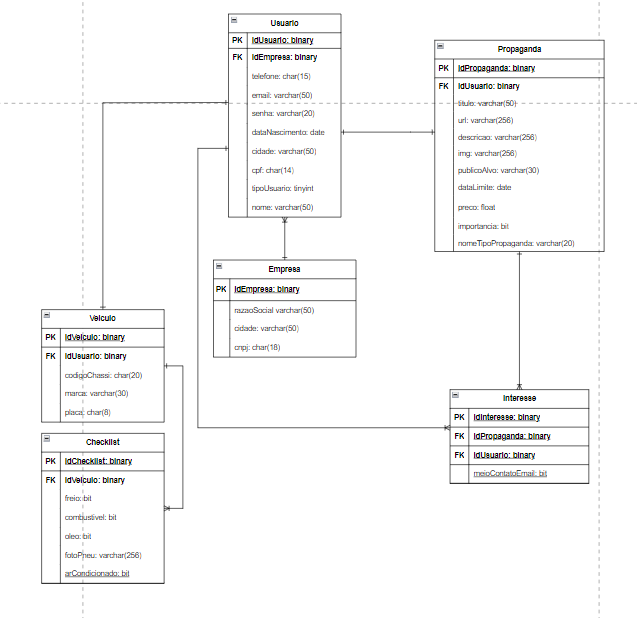 Usuario
PK idUsuario: binary
FK idEmpresa: binary
telefone: char(15)
email: varchar(50)
senha: varchar(20)
dataNascimento: date
cidade: varchar(50)
cpf: char(14)
tipoUsuario: tinyint
nome: varchar(50)
Propaganda
PK idPropaganda: binary
FK idUsuario: binary
titulo: varchar(50)
url: varchar(256)
descricao: varchar(256)
img: varchar(256)
publicoAlvo: varchar(30)
dataLimite: date
preco: float
importancia: bit
nomeTipoPropaganda: varchar(20)
Empresa
PK idEmpresa: binary
razaoSocial varchar(50)
cidade: varchar(50)
cnpj: char(18)
Veiculo
PK idVeiculo: binary
FK idUsuario: binary
codigoChassi: char(20)
marca: varchar(30)
placa: char(8)
Checklist
PK idChecklist: binary
FK idVeiculo: binary
freio: bit
combustivel: bit
oleo: bit
fotoPneu: varchar(256)
arCondicionado: bit
Interesse
PK idInteresse: binary
FK idPropaganda: binary
FK idUsuario: binary
meioContatoEmail: bit